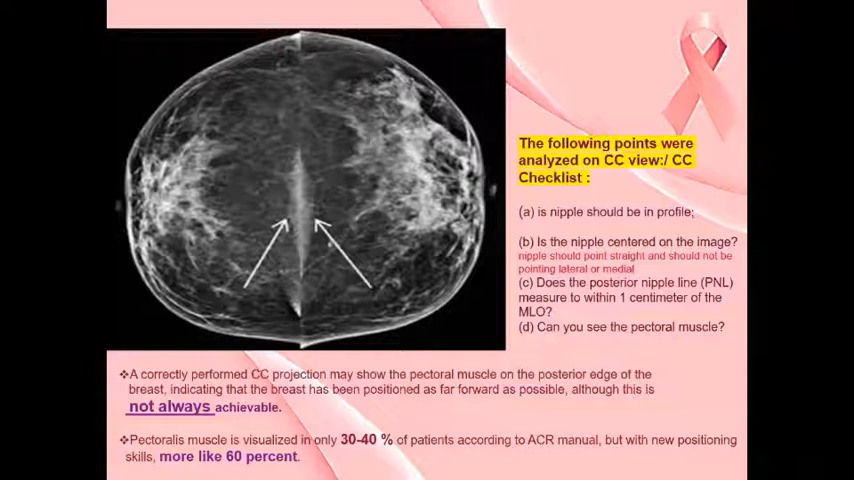 The following points were
analyzed on CC view:/ CC
Checklist :
(a) is nipple should be in profile;
(b) Is the nipple centered on the image?
nipple should point straight and should not be
pointing lateral or medial
(c) Does the posterior nipple line (PNL)
measure to within 1 centimeter of the
MLO?
(d) Can you see the pectoral muscle?
❖A correctly performed CC projection may show the pectoral muscle on the posterior edge of the
breast, indicating that the breast has been positioned as far forward as possible, although this is
not always achievable.
❖Pectoralis muscle is visualized in only 30-40 % of patients according to ACR manual, but with new positioning
skills, more like 60 percent.